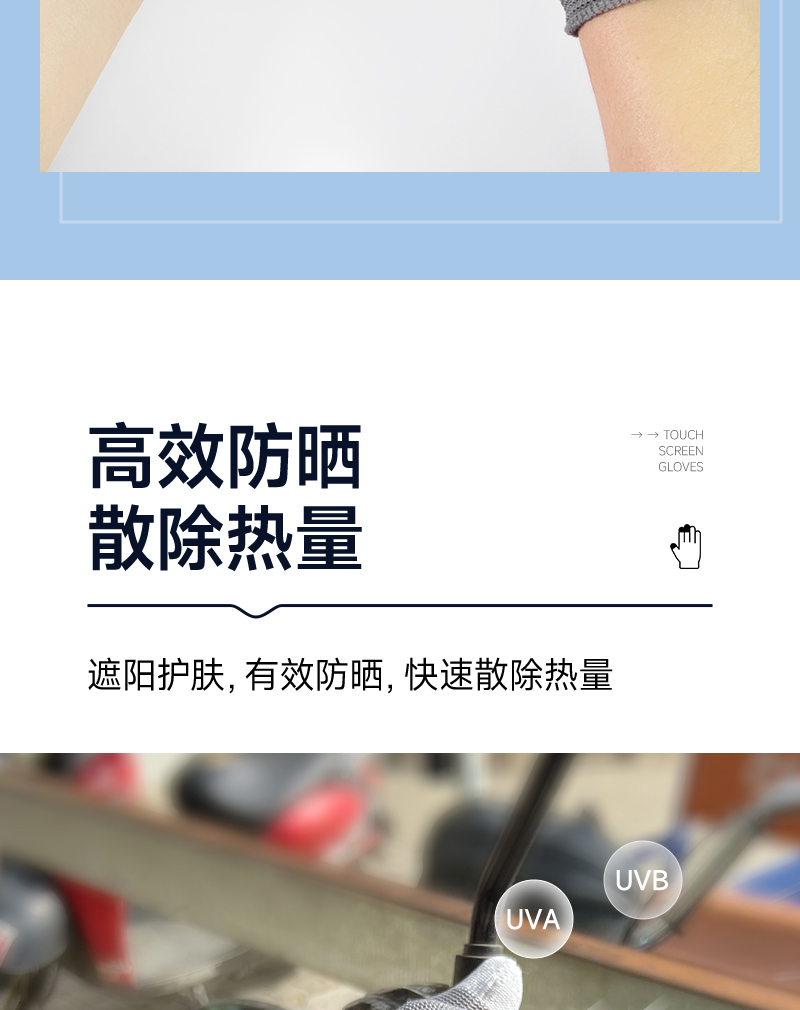 高效防晒
散除热量
→→ TOUCH
SCREEN
GLOVES
遮阳护肤, 有效防晒, 快速散除热量
UVB
UVA